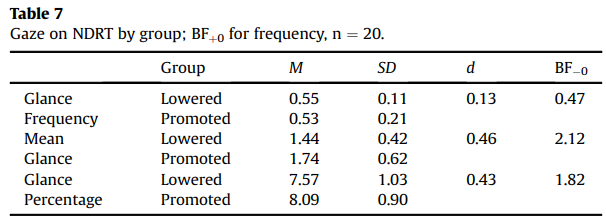 Table 7
Gaze on NDRT by group; BF+0 for frequency, n = 20.
Group M SD d BF−0
Glance Lowered 0.55 0.11 0.13 0.47
Frequency Promoted 0.53 0.21
Mean Lowered 1.44 0.42 0.46 2.12
Glance Promoted 1.74 0.62
Glance Lowered 7.57 1.03 0.43 1.82
Percentage Promoted 8.09 0.90